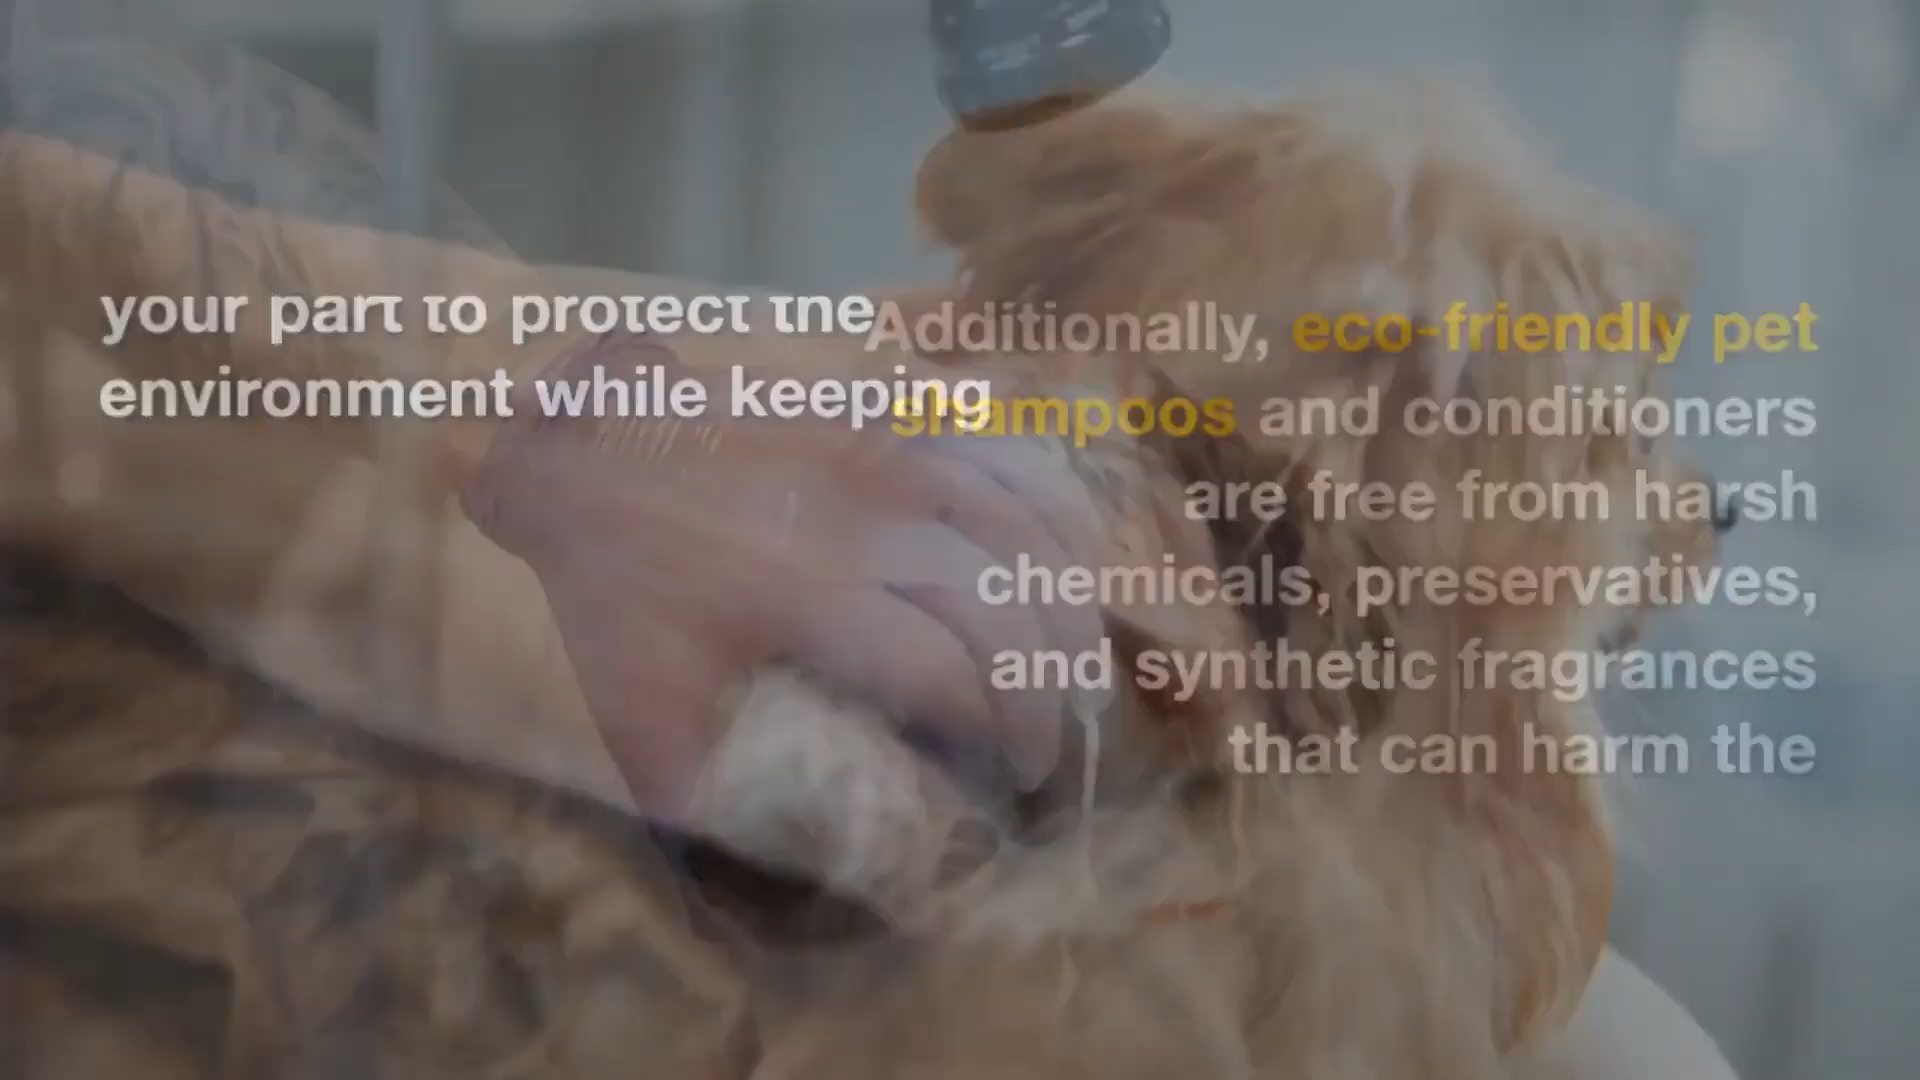 your part to protect the
environment while keeping
Additionally, eco-friendly pet
shampoos and conditioners
are free from harsh
chemicals, preservatives,
and synthetic fragrances
that can harm the